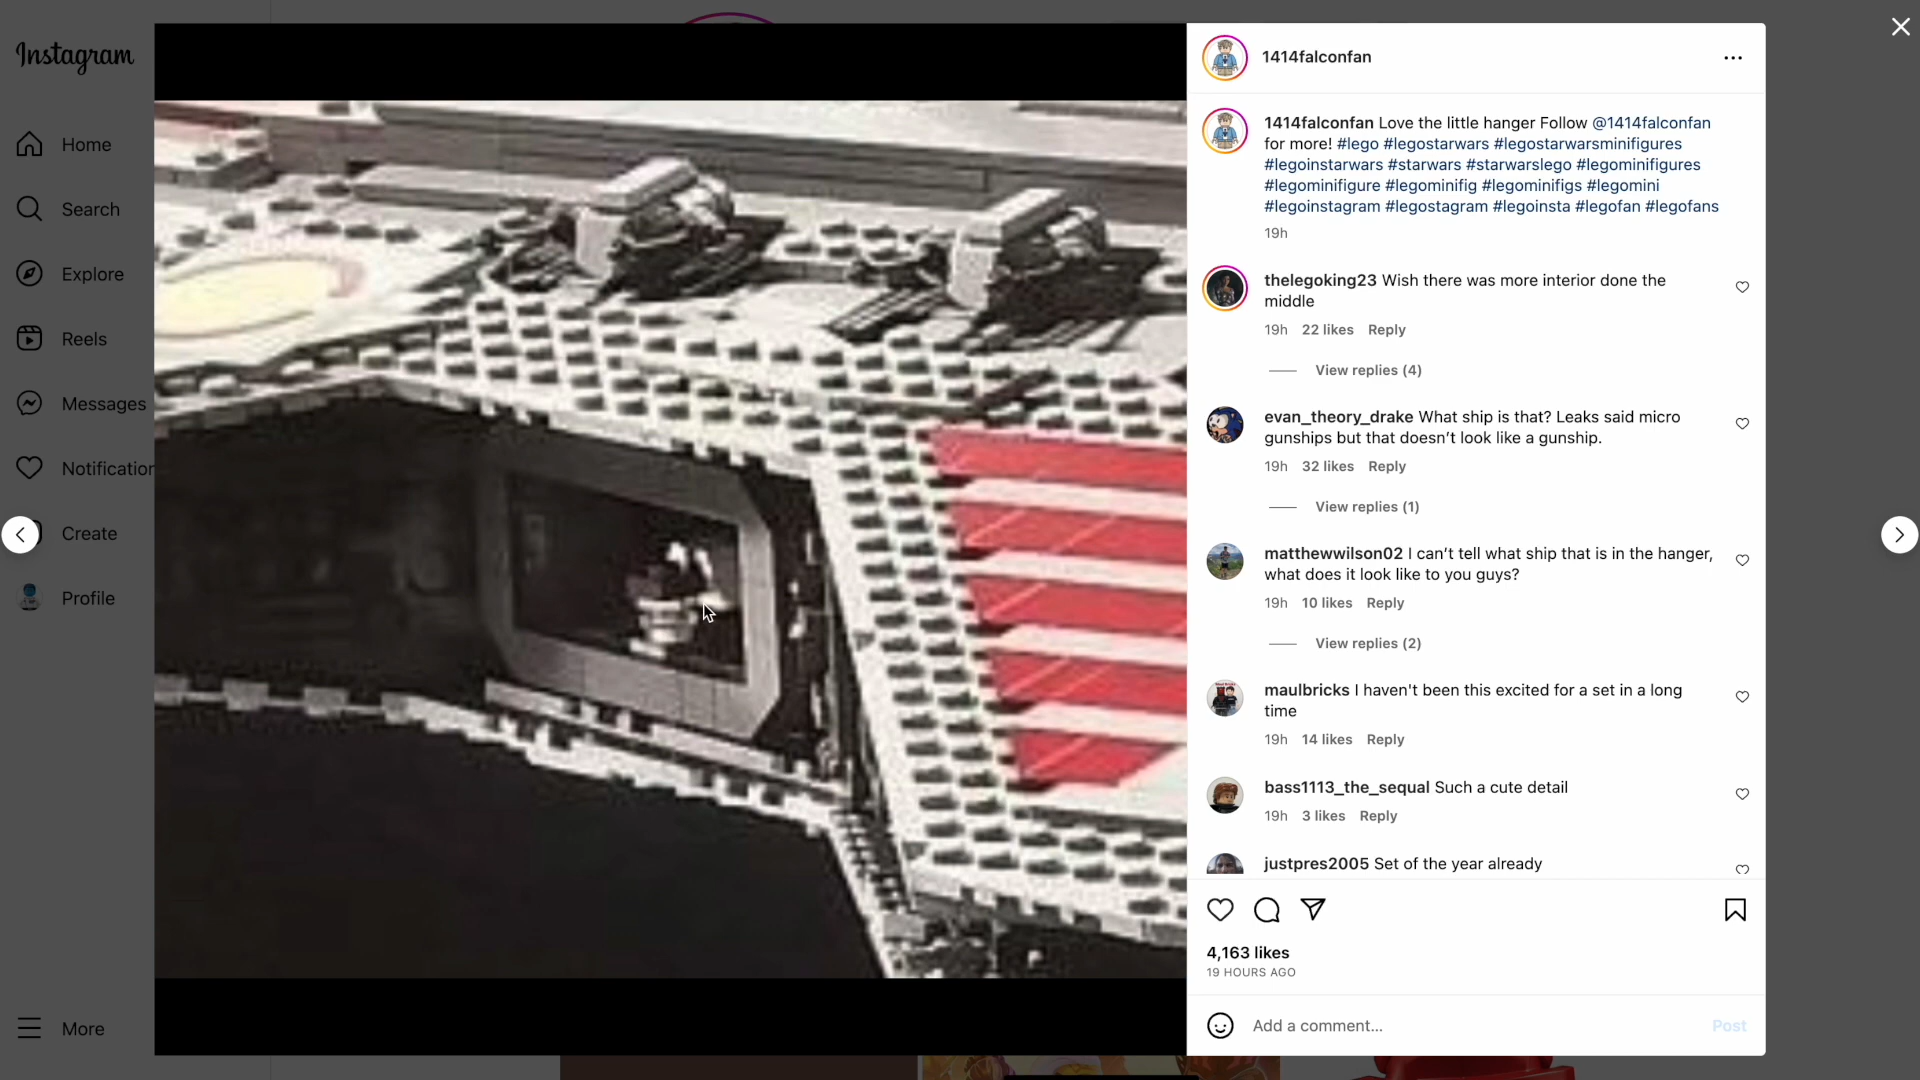 Instagram
Home
Search
Explore
Reels
Messages
Notification
Create
Profile
More
1414falconfan
1414falconfan Love the little hanger Follow @1414falconfan
for more! #lego #legostarwars #legostarwarsminifigures
#legoinstarwars #starwars #starwarslego #legominifigures
#legominifigure #legominifig #legominifigs #legomini
#legoinstagram #legostagram #legoinsta #legofan #legofans
19h
thelegoking23 Wish there was more interior done the
middle
19h 22 likes Reply
View replies (4)
evan_theory_drake What ship is that? Leaks said micro
gunships but that doesn’t look like a gunship.
19h 32 likes Reply
View replies (1)
matthewwilson02 I can’t tell what ship that is in the hanger,
what does it look like to you guys?
19h 10 likes Reply
View replies (2)
maulbricks I haven't been this excited for a set in a long
time
19h 14 likes Reply
bass1113_the_sequal Such a cute detail
19h 3 likes Reply
justpres2005 Set of the year already
4,163 likes
19 HOURS AGO
Add a comment...
Post